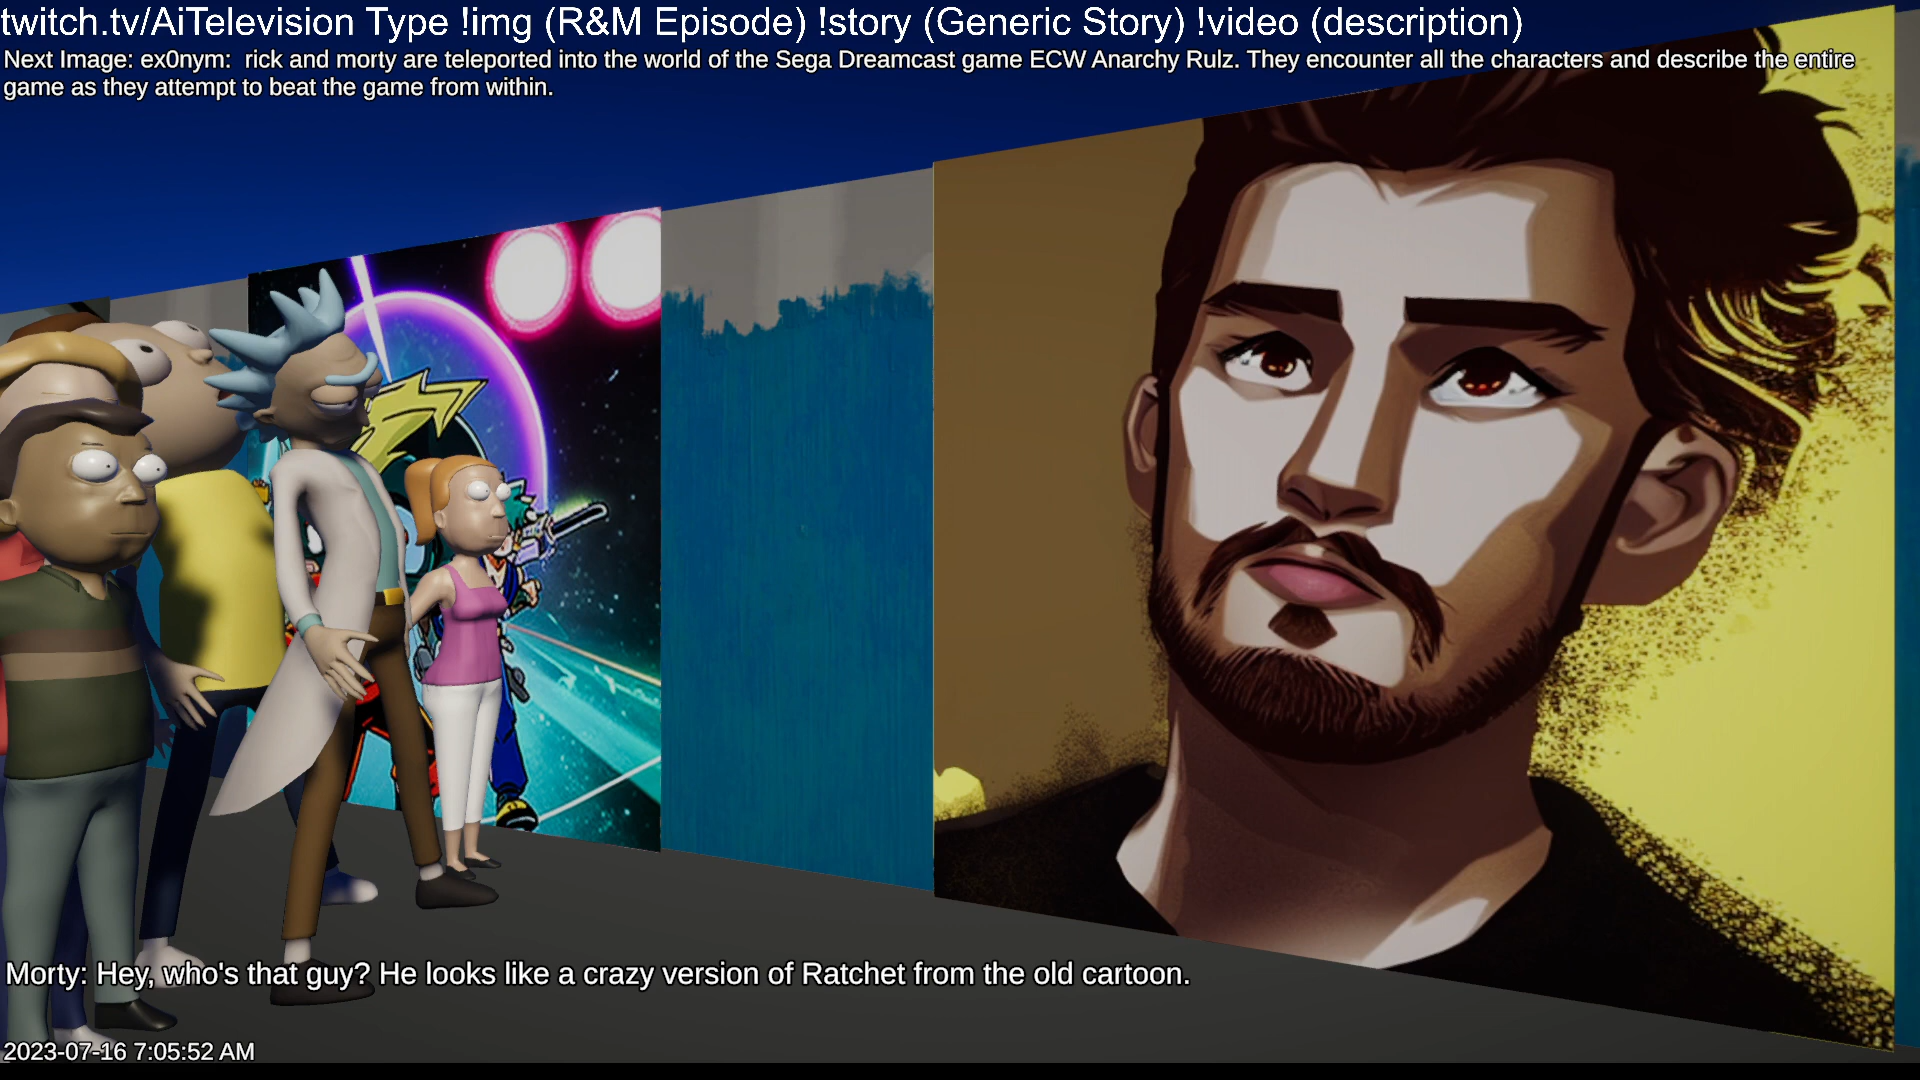 twitch.tv/AiTelevision Type !img (R&M Episode) !story (Generic Story) !video (description)
Next Image: ex0nym:  rick and morty are teleported into the world of the Sega Dreamcast game ECW Anarchy Rulz. They encounter all the characters and describe the entire
game as they attempt to beat the game from within.
Morty: Hey, who's that guy? He looks like a crazy version of Ratchet from the old cartoon.
2023-07-16 7:05:52 AM